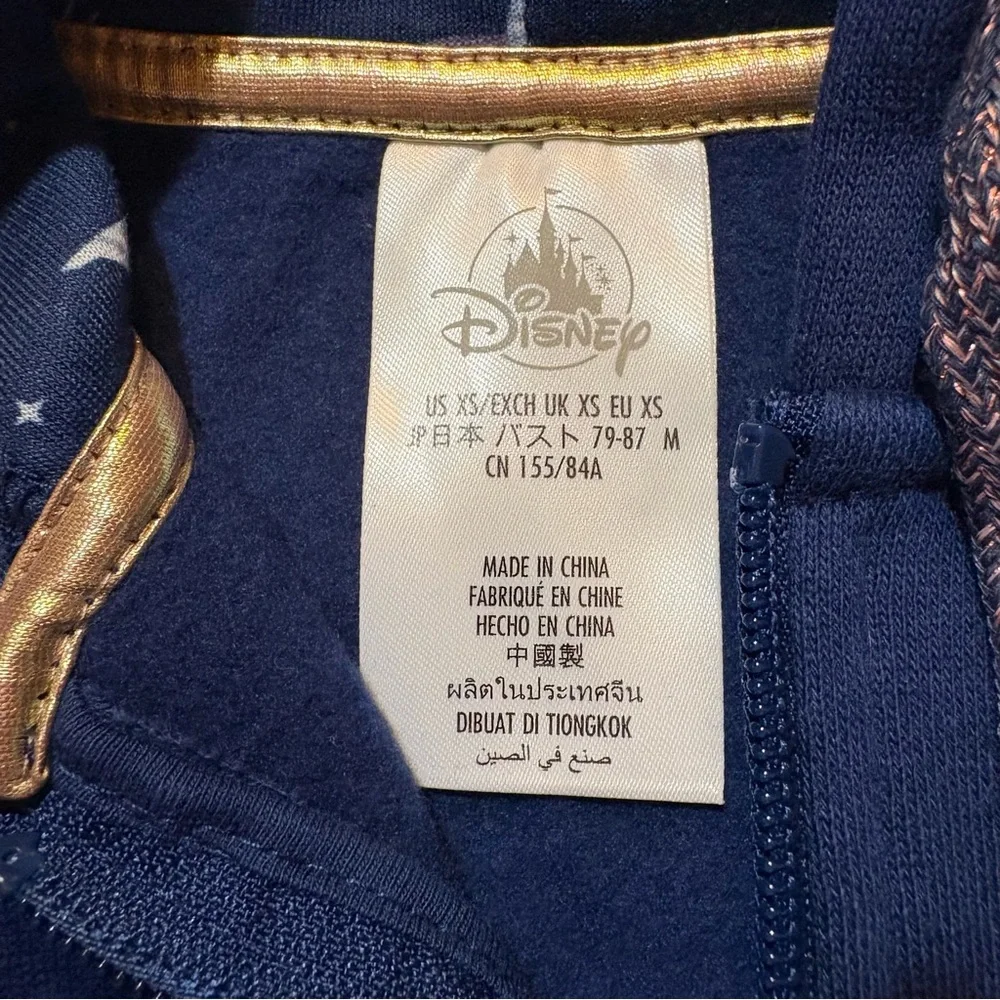 Disney
US XS/EXCH UK XS EU XS
JP日本 バスト 79-87 M
CN 155/84A
MADE IN CHINA
FABRIQUÉ EN CHINE
HECHO EN CHINA
中國製
ผลิตในประเทศจีน
DIBUAT DI TIONGKOK
صنع في الصين